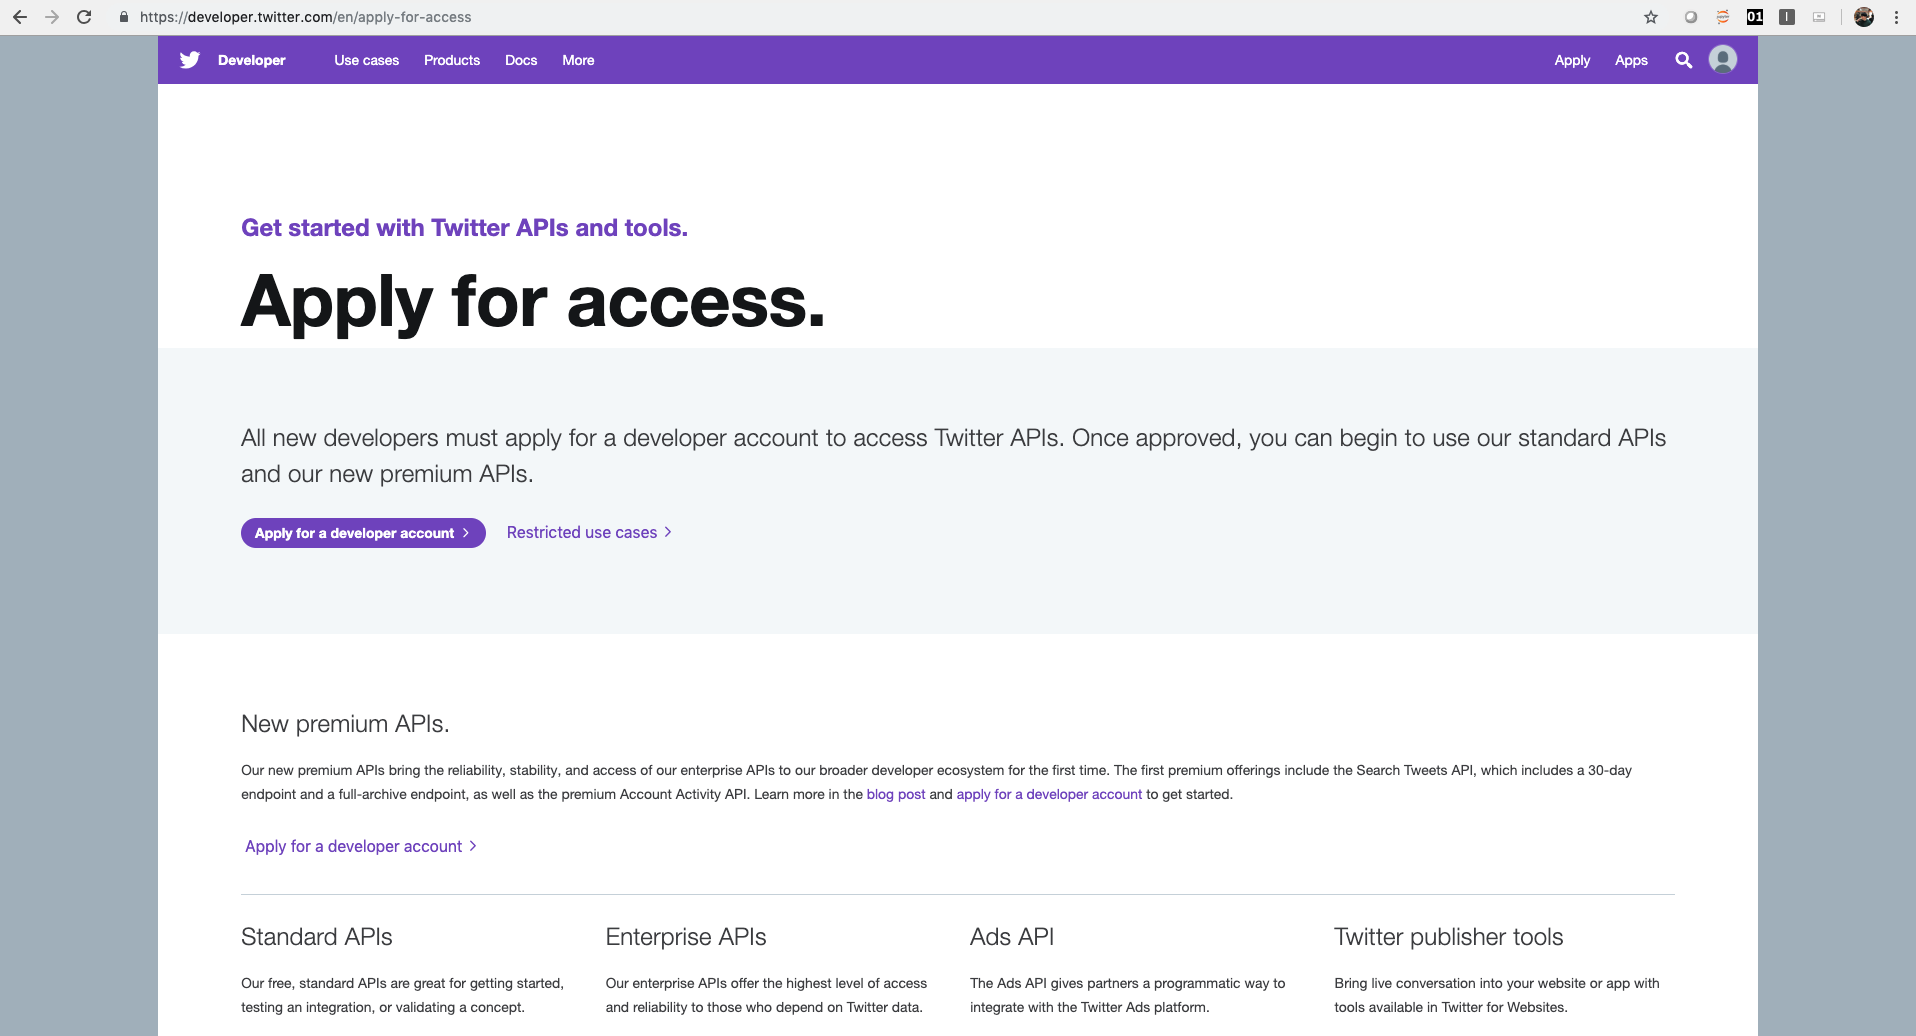 https://developer.twitter.com/en/apply-for-access
01
Developer Use cases Products Docs More Apply Apps
Get started with Twitter APIs and tools.
Apply for access.
All new developers must apply for a developer account to access Twitter APIs. Once approved, you can begin to use our standard APIs
and our new premium APIs.
Apply for a developer account Restricted use cases
New premium APIs.
Our new premium APIs bring the reliability, stability, and access of our enterprise APIs to our broader developer ecosystem for the first time. The first premium offerings include the Search Tweets API, which includes a 30-day
endpoint and a full-archive endpoint, as well as the premium Account Activity API. Learn more in the blog post and apply for a developer account to get started.
Apply for a developer account
Standard APIs
Our free, standard APIs are great for getting started,
testing an integration, or validating a concept.
Enterprise APIs
Our enterprise APIs offer the highest level of access
and reliability to those who depend on Twitter data.
Ads API
The Ads API gives partners a programmatic way to
integrate with the Twitter Ads platform.
Twitter publisher tools
Bring live conversation into your website or app with
tools available in Twitter for Websites.